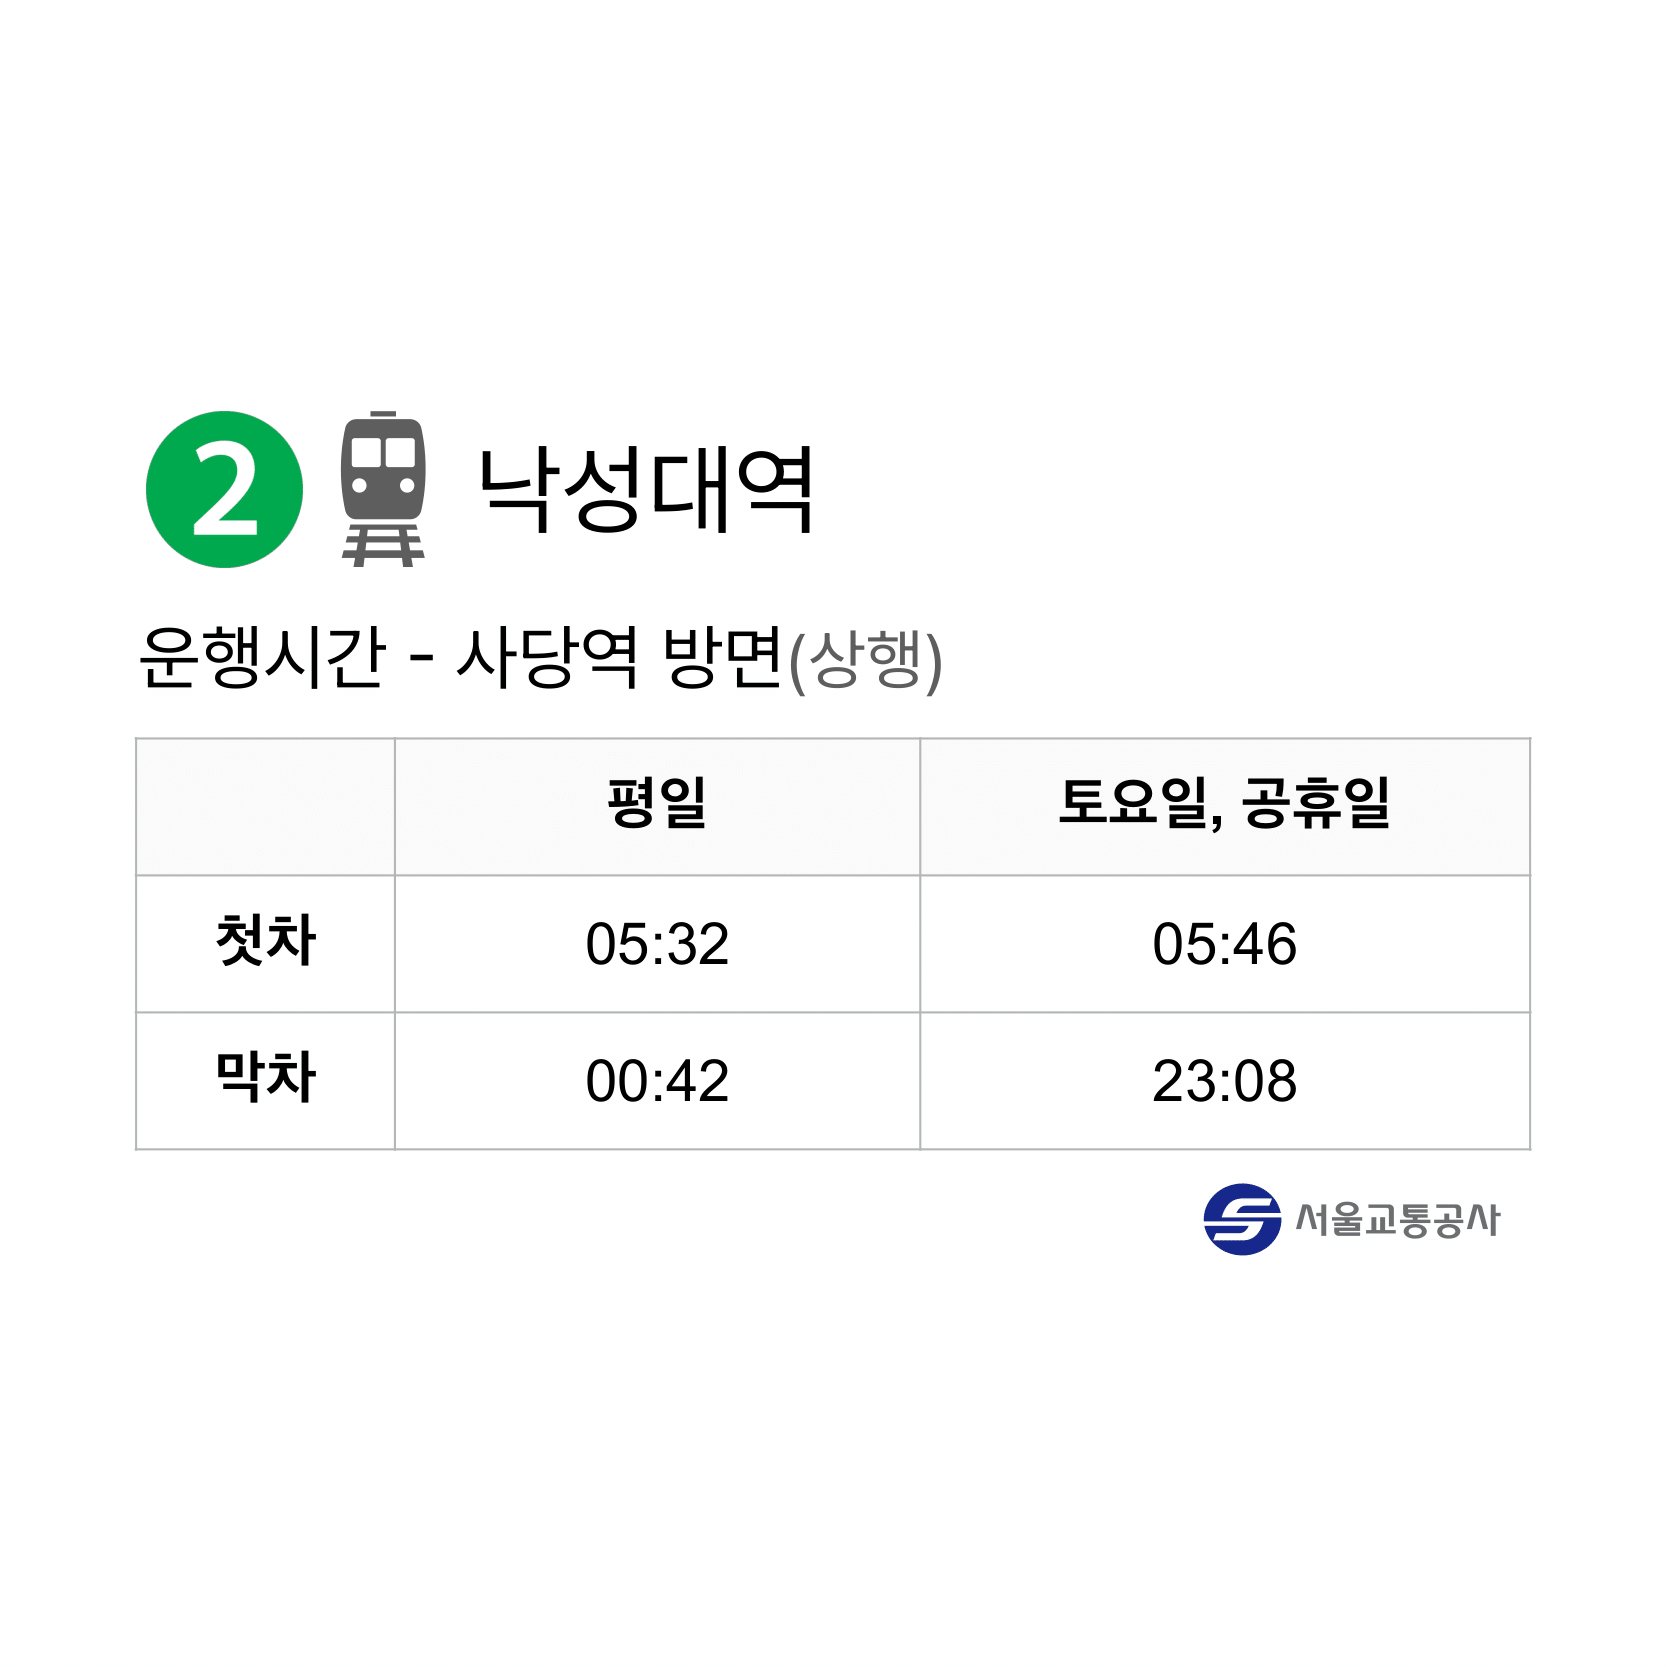 2 낙성대역
운행시간 - 사당역 방면(상행)
평일 토요일, 공휴일
첫차 05:32 05:46
막차 00:42 23:08
서울교통공사